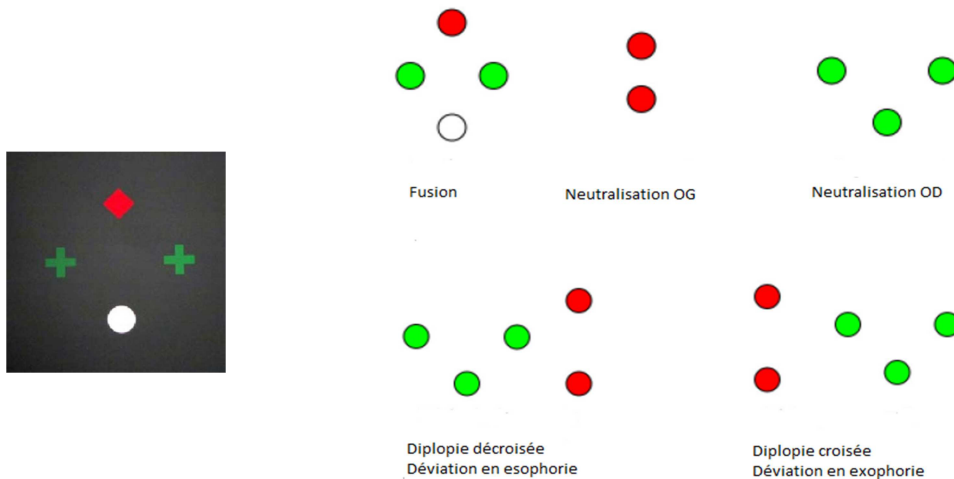 Fusion
Neutralisation OG
Neutralisation OD
Diplopie décroisée
Déviation en esophorie
Diplopie croisée
Déviation en exophorie